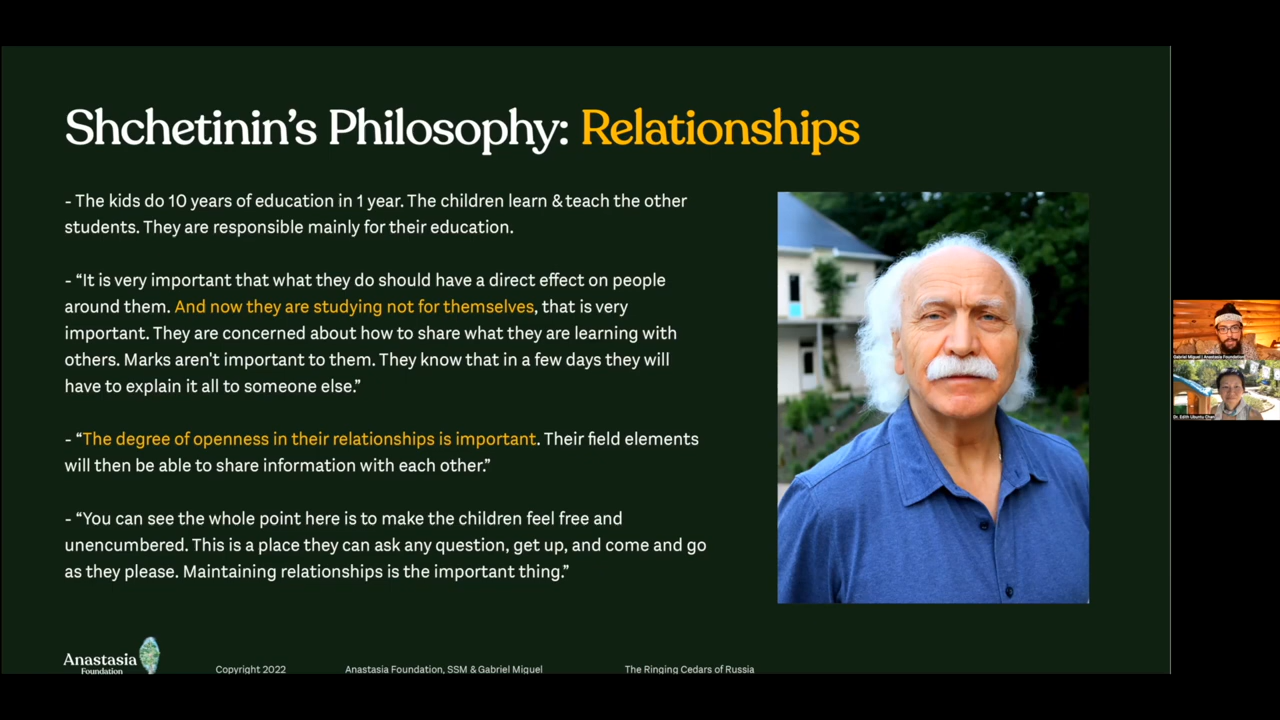 Shchetinin’s Philosophy: Relationships
- The kids do 10 years of education in 1 year. The children learn & teach the other
students. They are responsible mainly for their education.
- “It is very important that what they do should have a direct effect on people
around them. And now they are studying not for themselves, that is very
important. They are concerned about how to share what they are learning with
others. Marks aren't important to them. They know that in a few days they will
have to explain it all to someone else.”
- “The degree of openness in their relationships is important. Their field elements
will then be able to share information with each other.”
- “You can see the whole point here is to make the children feel free and
unencumbered. This is a place they can ask any question, get up, and come and go
as they please. Maintaining relationships is the important thing.”
Anastasia
Foundation
Copyright 2022
Anastasia Foundation, SSM & Gabriel Miguel
The Ringing Cedars of Russia
Gabriel Miguel | Anastasia Foundation
Dr. Edith Ubuntu Chan